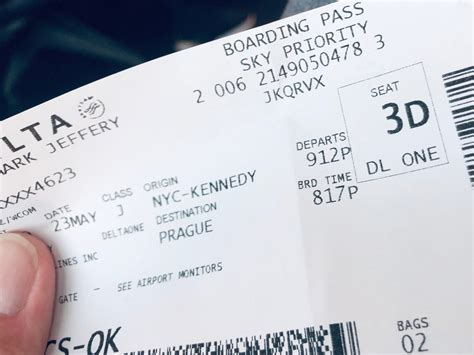 BOARDING PASS
SKY PRIORITY
2 006 2149050478 3
JKQRVX
LTA
MARK JEFFERY
XXXX4623
DATE CLASS ORIGIN
23MAY J NYC-KENNEDY
DELTAONE DESTINATION
PRAGUE
LINES INC
GATE - SEE AIRPORT MONITORS
DEPARTS
912P
BRD TIME
817P
SEAT
3D
DL ONE
CS-OK
BAGS
02